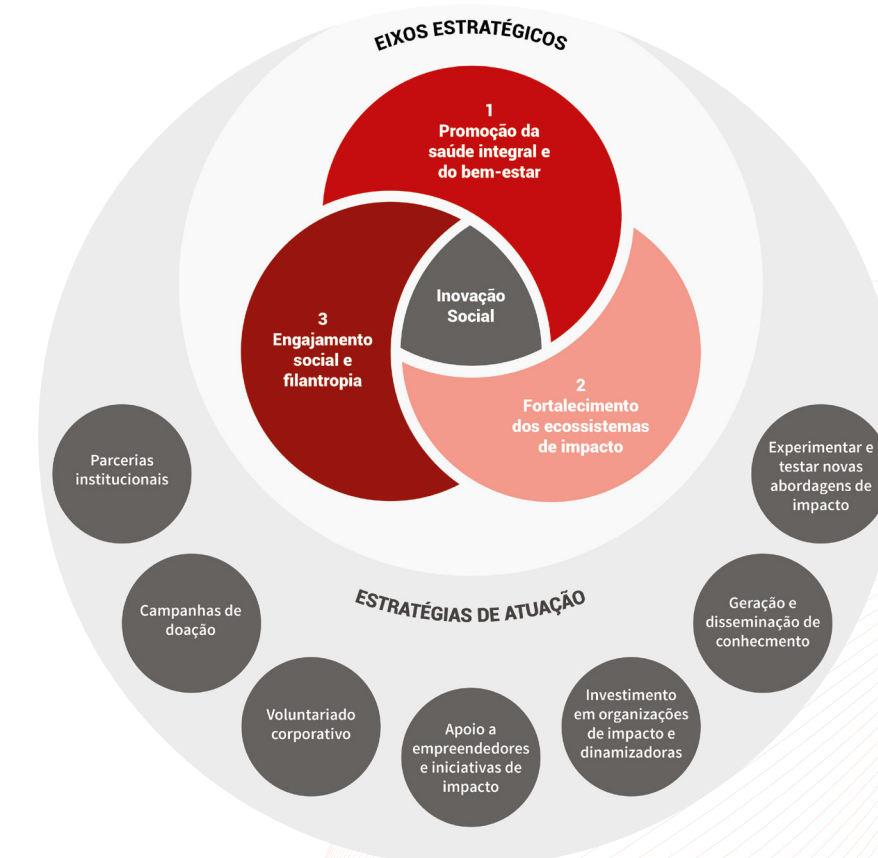 EIXOS ESTRATÉGICOS
1
Promoção da
saúde integral e
do bem-estar
Inovação
Social
3
Engajamento
social e
filantropia
2
Fortalecimento
dos ecossistemas
de impacto
ESTRATÉGIAS DE ATUAÇÃO
Parcerias
institucionais
Campanhas de
doação
Voluntariado
corporativo
Apoio a
empreendedores
e iniciativas de
impacto
Investimento
em organizações
de impacto e
dinamizadoras
Geração e
disseminação de
conhecmento
Experimentar e
testar novas
abordagens de
impacto